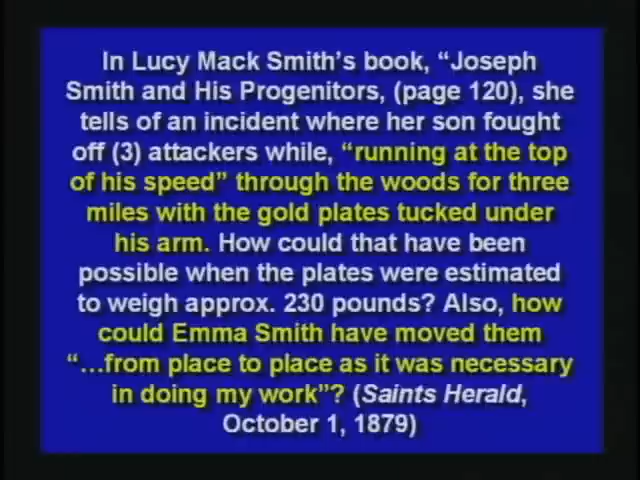 In Lucy Mack Smith's book, “Joseph
Smith and His Progenitors, (page 120), she
tells of an incident where her son fought
off (3) attackers while, “running at the top
of his speed” through the woods for three
miles with the gold plates tucked under
his arm. How could that have been
possible when the plates were estimated
to weigh approx. 230 pounds? Also, how
could Emma Smith have moved them
“...from place to place as it was necessary
in doing my work”? (Saints Herald,
October 1, 1879)